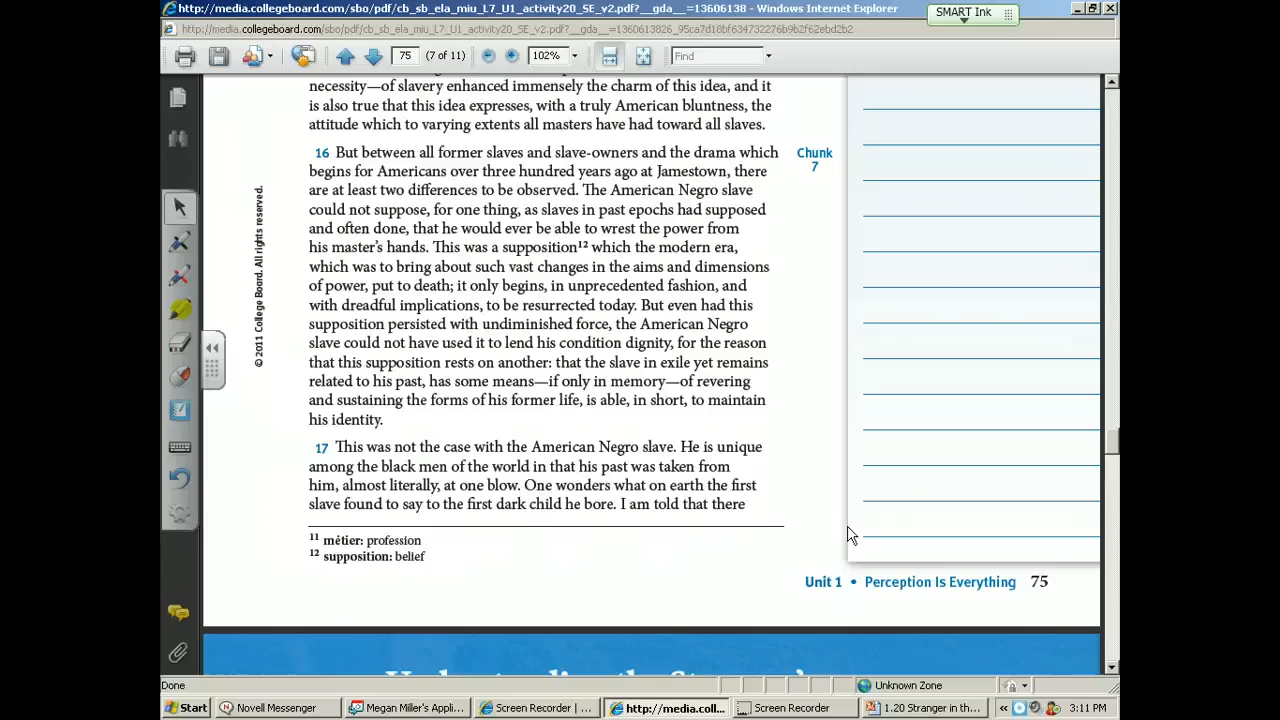 http://media.collegeboard.com/sbo/pdf/cb_sb_ela_miu_L7_U1_activity20_5E_v2.pdf?__gda__=13606138 - Windows Internet Explorer
SMART Ink
http://media.collegeboard.com/sbo/pdf/cb_sb_ela_miu_L7_U1_activity20_5E_v2.pdf?__gda__=1360613826_95ca7d18bf634732276b9b2f62ebd2b2
75 (7 of 11) 102% Find
necessity—of slavery enhanced immensely the charm of this idea, and it
is also true that this idea expresses, with a truly American bluntness, the
attitude which to varying extents all masters have had toward all slaves.
16 But between all former slaves and slave-owners and the drama which
begins for Americans over three hundred years ago at Jamestown, there
are at least two differences to be observed. The American Negro slave
could not suppose, for one thing, as slaves in past epochs had supposed
and often done, that he would ever be able to wrest the power from
his master's hands. This was a supposition12 which the modern era,
which was to bring about such vast changes in the aims and dimensions
of power, put to death; it only begins, in unprecedented fashion, and
with dreadful implications, to be resurrected today. But even had this
supposition persisted with undiminished force, the American Negro
slave could not have used it to lend his condition dignity, for the reason
that this supposition rests on another: that the slave in exile yet remains
related to his past, has some means—if only in memory—of revering
and sustaining the forms of his former life, is able, in short, to maintain
his identity.
Chunk
7
© 2011 College Board. All rights reserved.
17 This was not the case with the American Negro slave. He is unique
among the black men of the world in that his past was taken from
him, almost literally, at one blow. One wonders what on earth the first
slave found to say to the first dark child he bore. I am told that there
11 métier: profession
12 supposition: belief
Unit 1 • Perception Is Everything 75
Done
Unknown Zone
Start
Novell Messenger
Megan Miller's Appli...
Screen Recorder | ...
http://media.coll...
Screen Recorder
1.20 Stranger in th...
3:11 PM